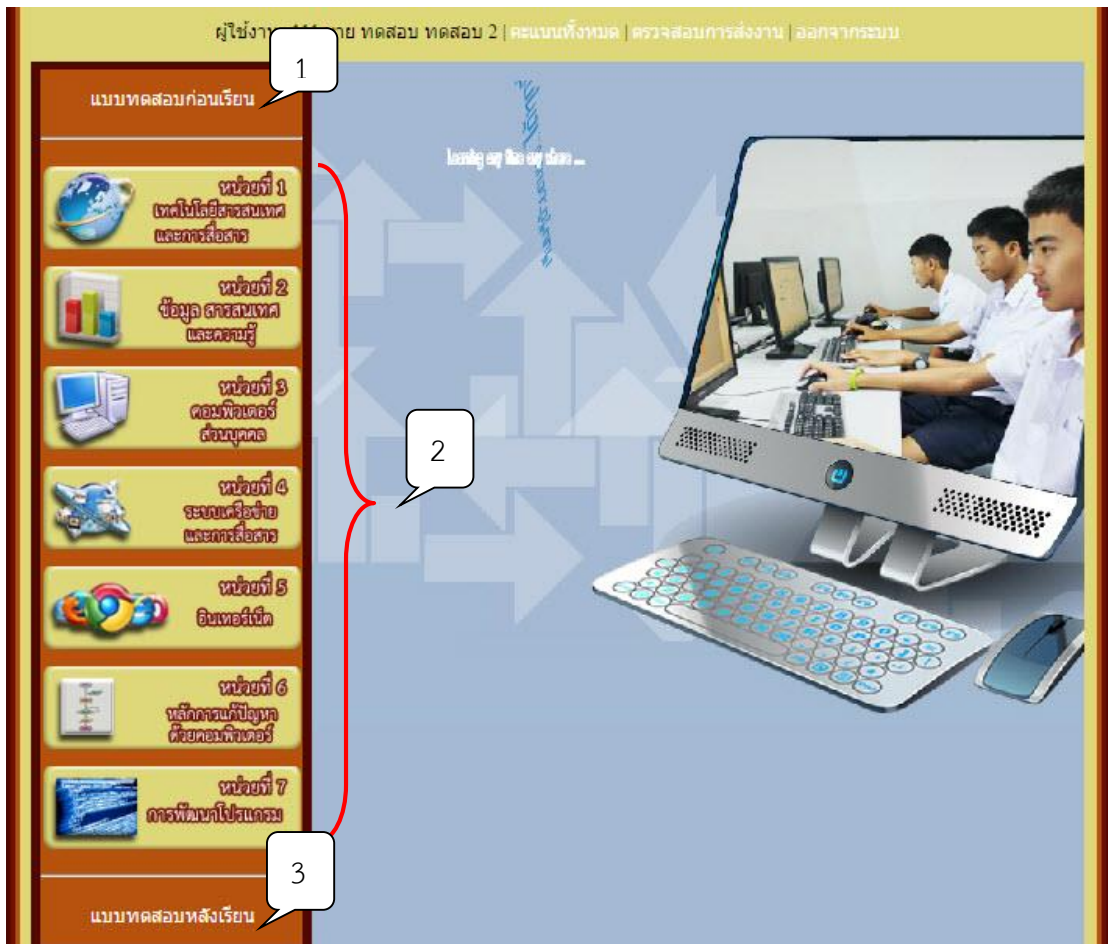 ผู้ใช้งาน ทดสอบ ทดสอบ 2 | คะแนนทั้งหมด | ตรวจสอบการส่งงาน | ออกจากระบบ
1
แบบทดสอบก่อนเรียน
หน่วยที่ 1
เทคโนโลยีสารสนเทศ
และการสื่อสาร
หน่วยที่ 2
ข้อมูล สารสนเทศ
และความรู้
หน่วยที่ 3
คอมพิวเตอร์
ส่วนบุคคล
2
หน่วยที่ 4
ระบบเครือข่าย
และการสื่อสาร
หน่วยที่ 5
อินเทอร์เน็ต
หน่วยที่ 6
หลักการแก้ปัญหา
ด้วยคอมพิวเตอร์
หน่วยที่ 7
การพัฒนาโปรแกรม
3
แบบทดสอบหลังเรียน